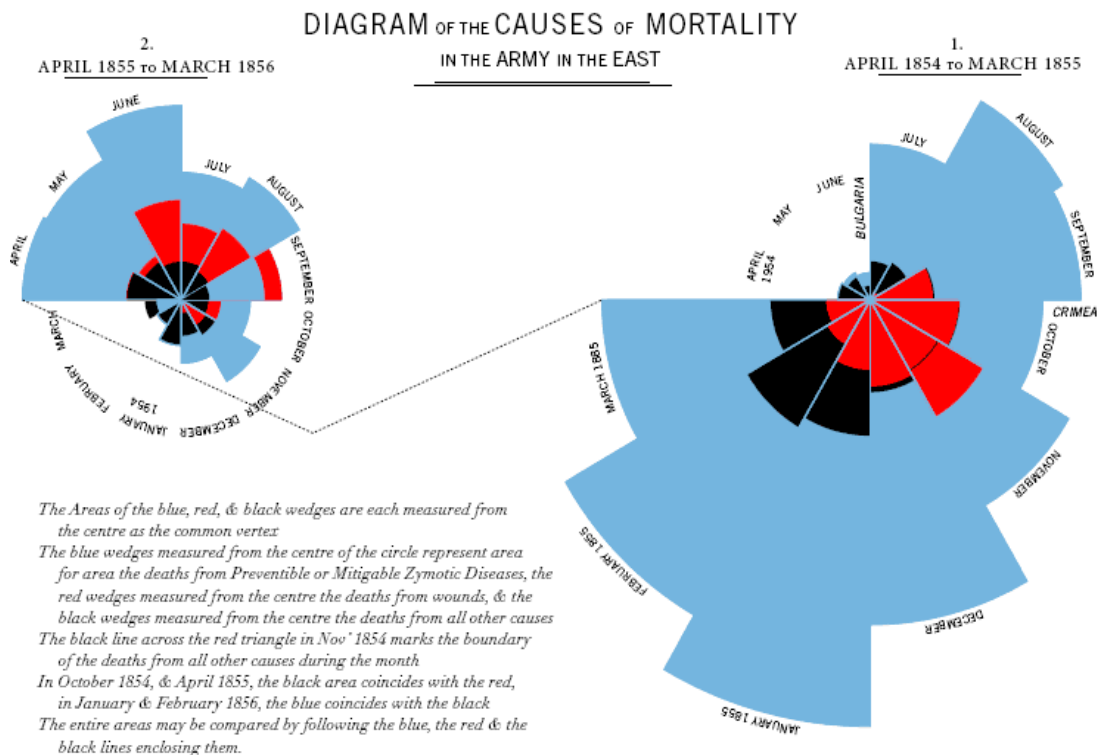 DIAGRAM OF THE CAUSES OF MORTALITY
IN THE ARMY IN THE EAST
2.
APRIL 1855 TO MARCH 1856
1.
APRIL 1854 TO MARCH 1855
APRIL
MAY
JUNE
JULY
AUGUST
SEPTEMBER
OCTOBER
NOVEMBER
DECEMBER
JANUARY
1954
FEBRUARY
MARCH
APRIL
1954
MAY
JUNE
BULGARIA
JULY
AUGUST
SEPTEMBER
CRIMEA
OCTOBER
NOVEMBER
DECEMBER
JANUARY 1855
FEBRUARY 1855
MARCH 1885
The Areas of the blue, red, & black wedges are each measured from
the centre as the common vertex
The blue wedges measured from the centre of the circle represent area
for area the deaths from Preventible or Mitigable Zymotic Diseases, the
red wedges measured from the centre the deaths from wounds, & the
black wedges measured from the centre the deaths from all other causes
The black line across the red triangle in Nov' 1854 marks the boundary
of the deaths from all other causes during the month
In October 1854, & April 1855, the black area coincides with the red,
in January & February 1856, the blue coincides with the black
The entire areas may be compared by following the blue, the red & the
black lines enclosing them.